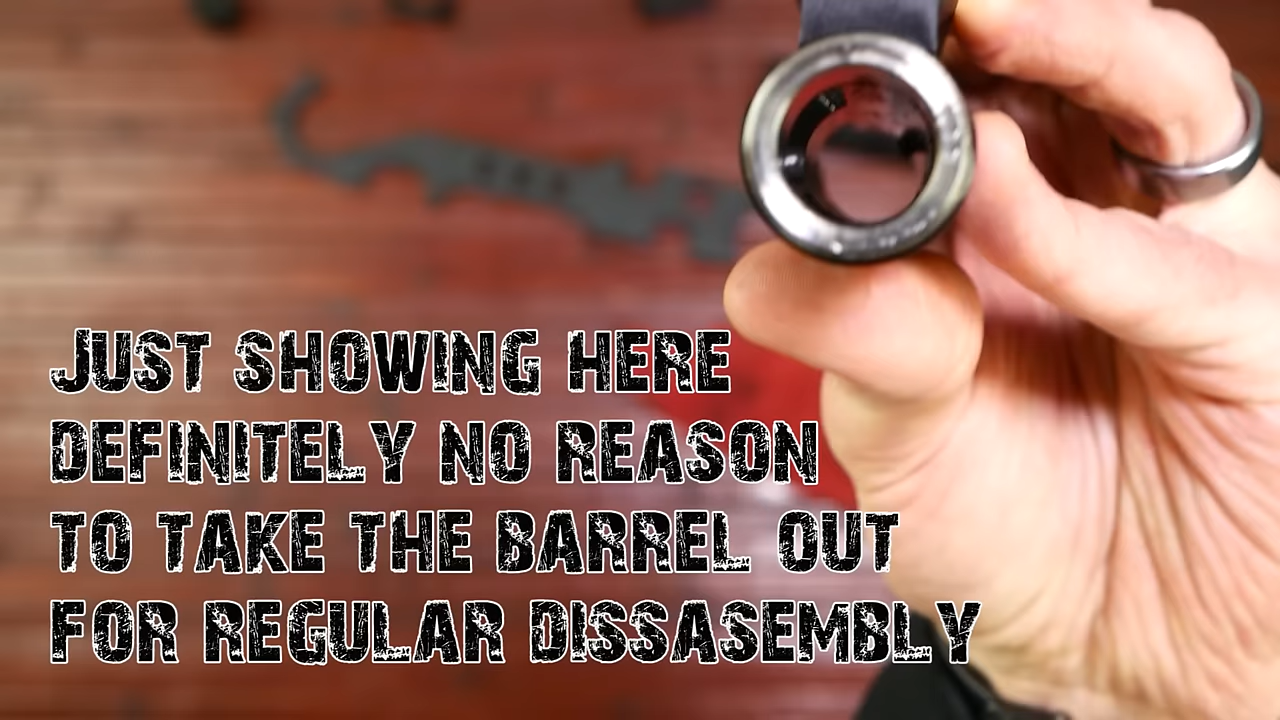 Just showing here
definitely no reason
to take the barrel out
for regular dissasembly